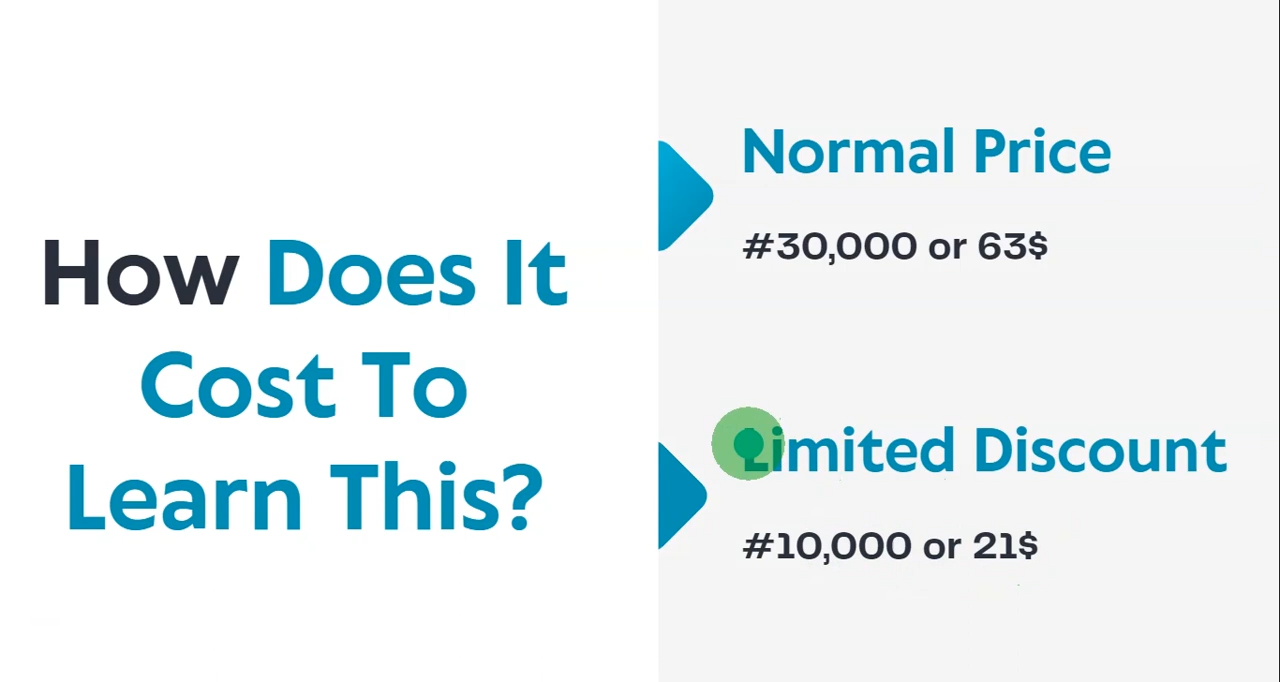 How Does It
Cost To
Learn This?
Normal Price
#30,000 or 63$
Limited Discount
#10,000 or 21$